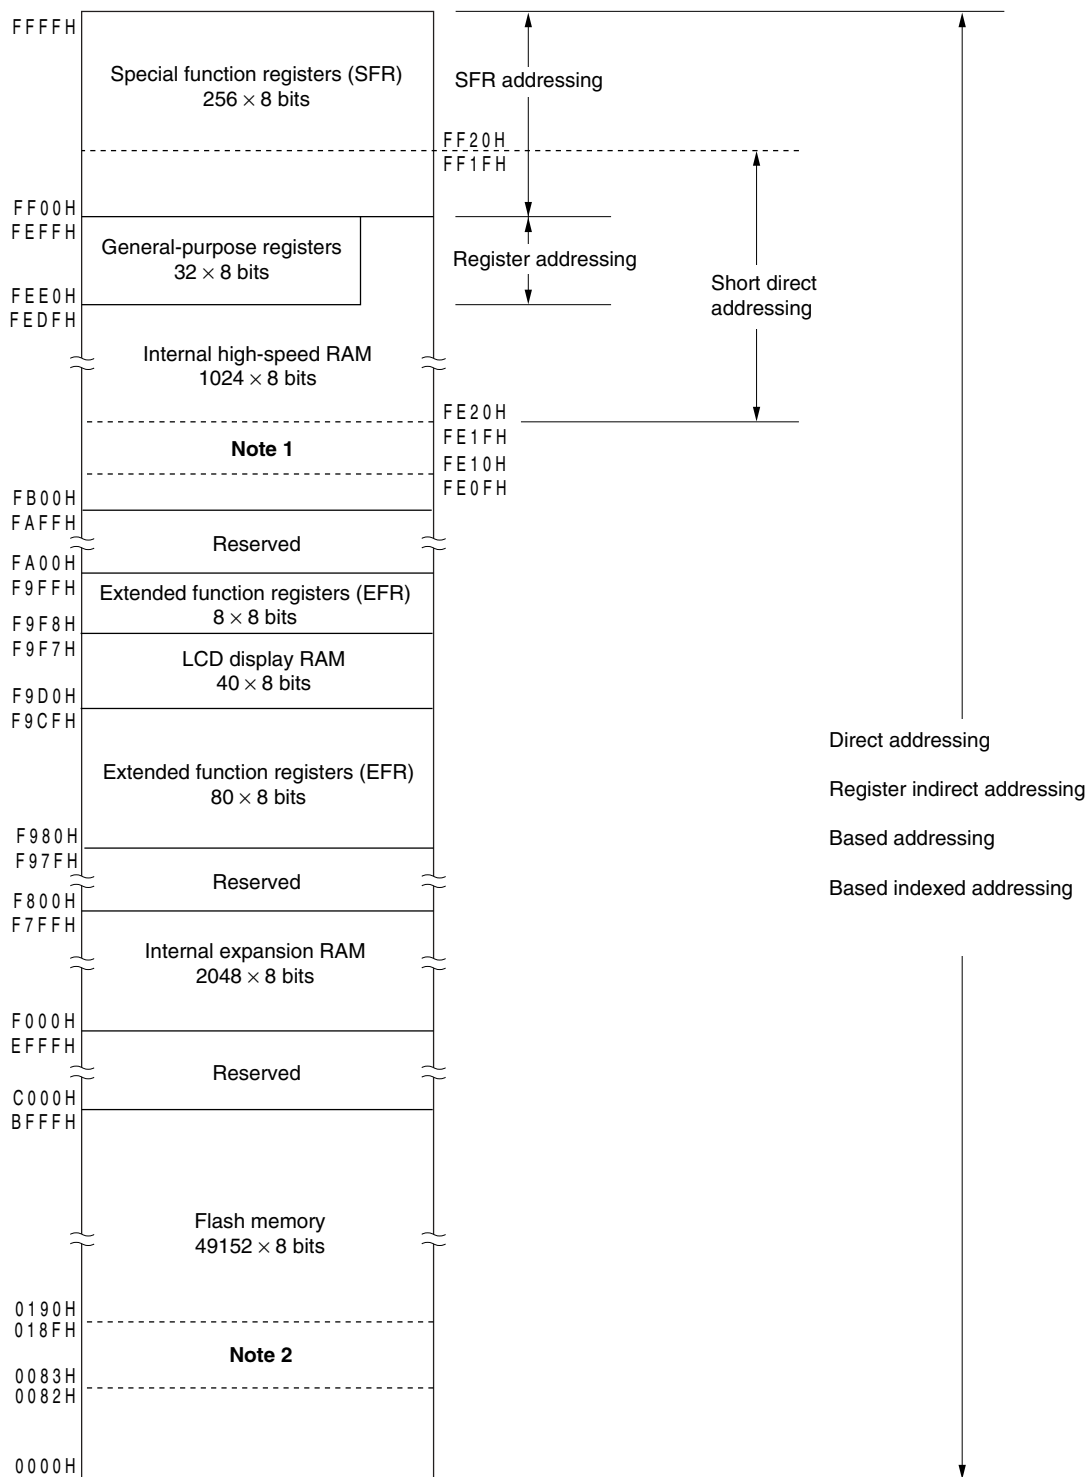 FFFFH
Special function registers (SFR)
256 × 8 bits
SFR addressing
FF20H
FF1FH
FF00H
FEFFH
General-purpose registers
32 × 8 bits
Register addressing
Short direct
addressing
FEE0H
FEDFH
Internal high-speed RAM
1024 × 8 bits
FE20H
FE1FH
Note 1
FE10H
FE0FH
FB00H
FAFFH
Reserved
FA00H
F9FFH
Extended function registers (EFR)
8 × 8 bits
F9F8H
F9F7H
LCD display RAM
40 × 8 bits
F9D0H
F9CFH
Extended function registers (EFR)
80 × 8 bits
Direct addressing
Register indirect addressing
Based addressing
Based indexed addressing
F980H
F97FH
Reserved
F800H
F7FFH
Internal expansion RAM
2048 × 8 bits
F000H
EFFFH
Reserved
C000H
BFFFH
Flash memory
49152 × 8 bits
0190H
018FH
Note 2
0083H
0082H
0000H